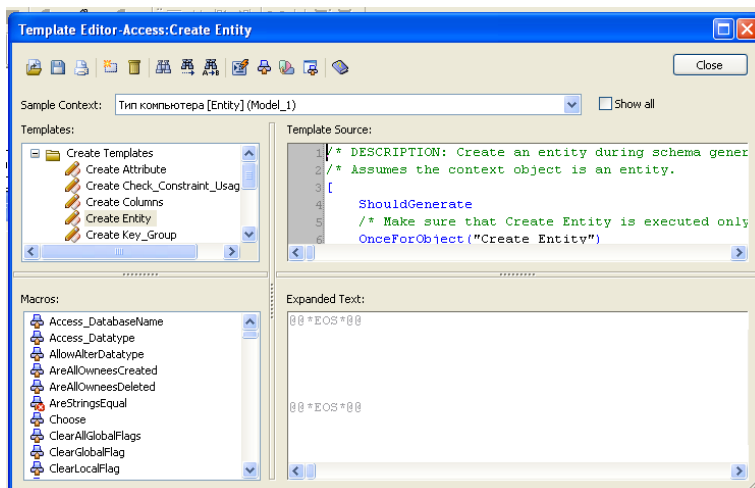 Template Editor-Access:Create Entity
Close
Sample Context:
Тип компьютера [Entity] (Model_1)
Show all
Templates:
Create Templates
Create Attribute
Create Check_Constraint_Usag
Create Columns
Create Entity
Create Key_Group
Template Source:
1 /* DESCRIPTION: Create an entity during schema gener
2 /* Assumes the context object is an entity.
3 [
4 ShouldGenerate
5 /* Make sure that Create Entity is executed only
6 OnceForObject("Create Entity")
Macros:
Access_DatabaseName
Access_Datatype
AllowAlterDatatype
AreAllOwneesCreated
AreAllOwneesDeleted
AreStringsEqual
Choose
ClearAllGlobalFlags
ClearGlobalFlag
ClearLocalFlag
Expanded Text:
@@*EOS*@@
@@*EOS*@@